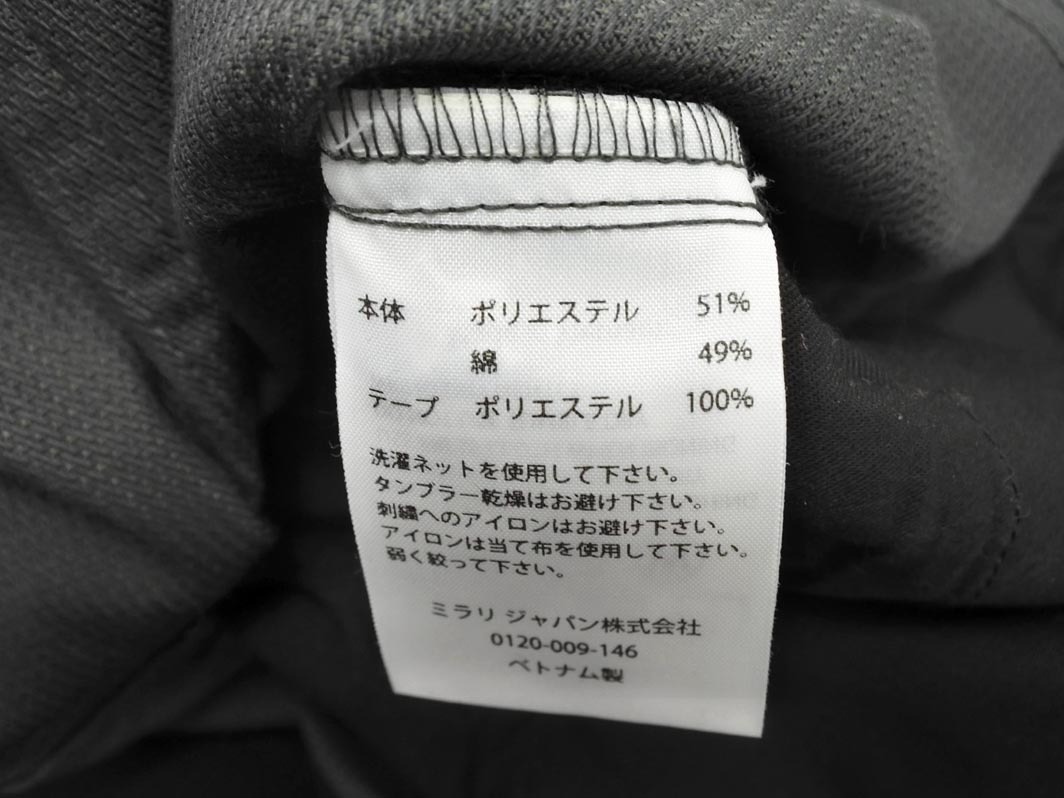 本体 ポリエステル 51%
綿 49%
テープ ポリエステル 100%
洗濯ネットを使用して下さい。
タンブラー乾燥はお避け下さい。
刺繍へのアイロンはお避け下さい。
アイロンは当て布を使用して下さい。
弱く絞って下さい。
ミラリ ジャパン株式会社
0120-009-146
ベトナム製